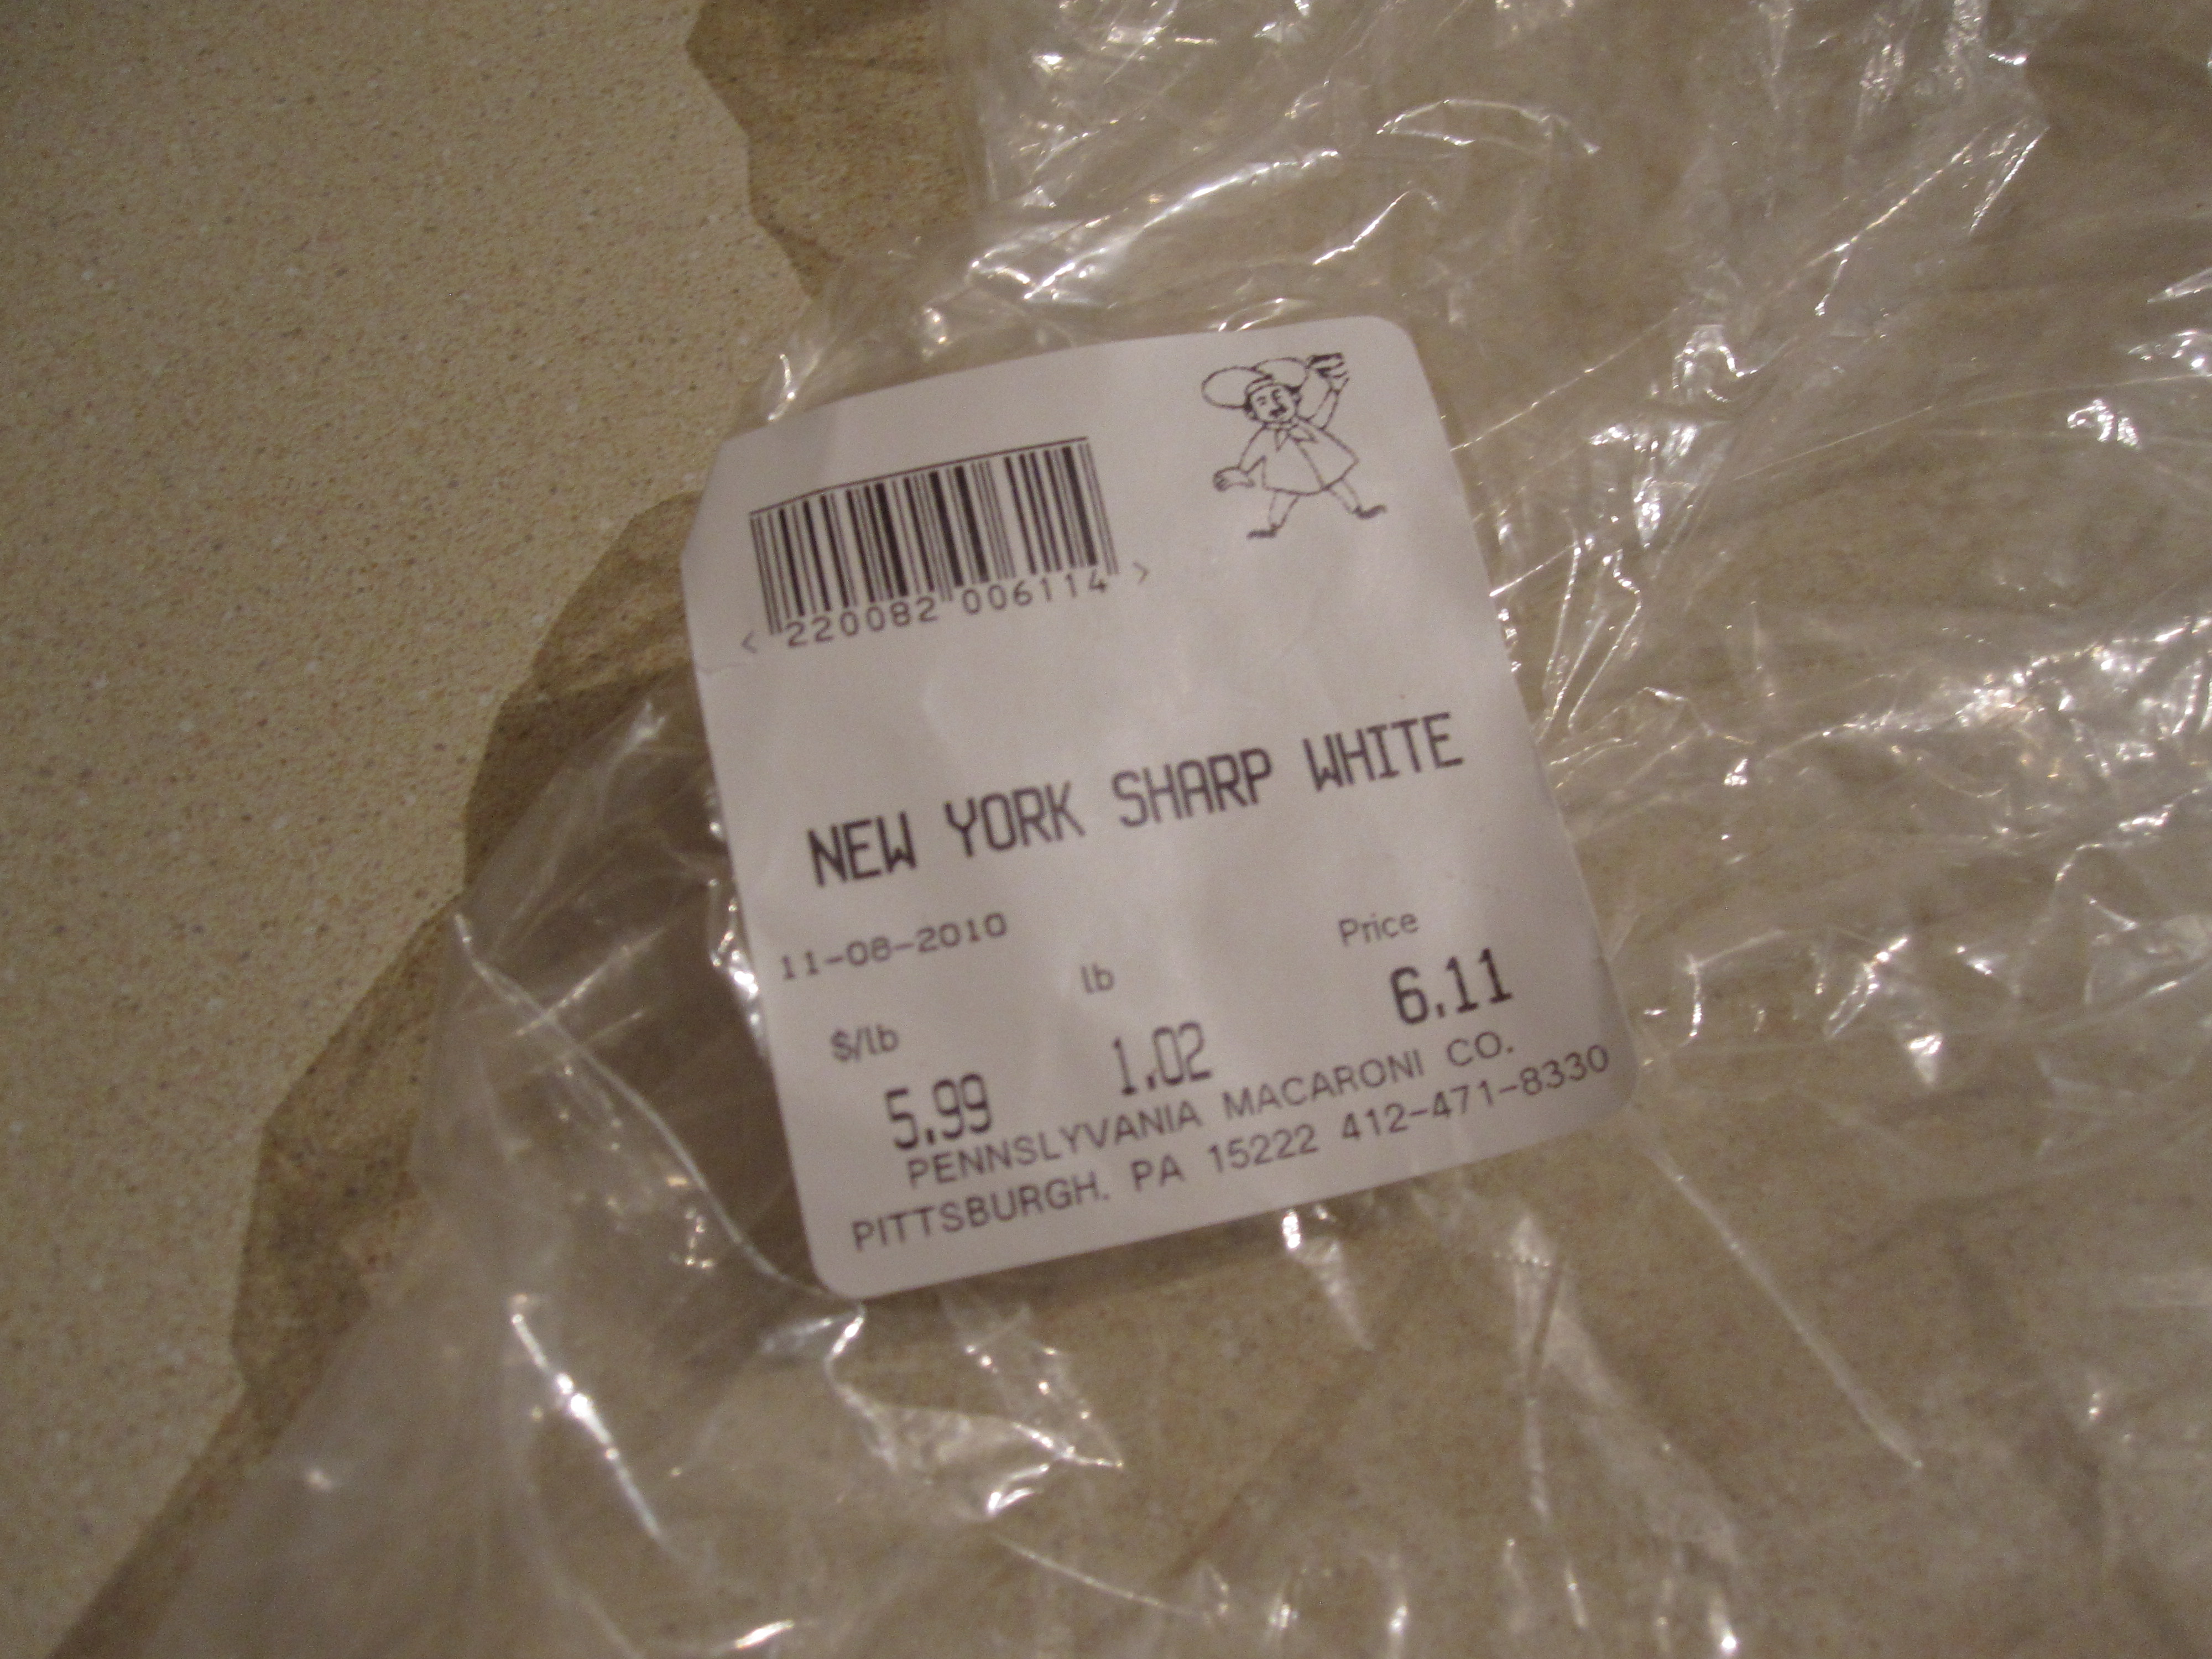 <220082 006114>
NEW YORK SHARP WHITE
11-08-2010
$/lb lb Price
5.99 1.02 6.11
PENNSLYVANIA MACARONI CO.
PITTSBURGH. PA 15222 412-471-8330